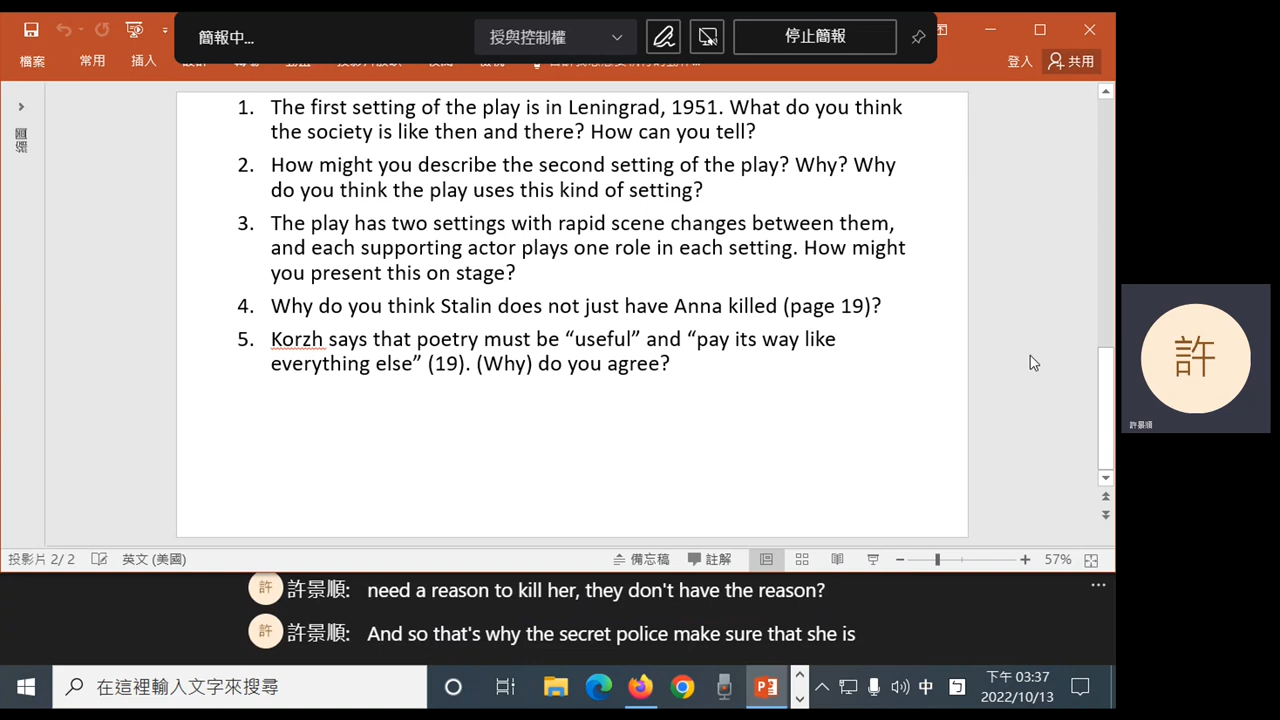 簡報中...
授與控制權
停止簡報
檔案
常用
插入
登入
共用
1. The first setting of the play is in Leningrad, 1951. What do you think
the society is like then and there? How can you tell?
2. How might you describe the second setting of the play? Why? Why
do you think the play uses this kind of setting?
3. The play has two settings with rapid scene changes between them,
and each supporting actor plays one role in each setting. How might
you present this on stage?
4. Why do you think Stalin does not just have Anna killed (page 19)?
5. Korzh says that poetry must be “useful” and “pay its way like
everything else” (19). (Why) do you agree?
許
許景順
投影片 2/ 2
英文 (美國)
備忘稿
註解
57%
許 許景順: need a reason to kill her, they don't have the reason?
許 許景順: And so that's why the secret police make sure that she is
在這裡輸入文字來搜尋
中
下午 03:37
2022/10/13